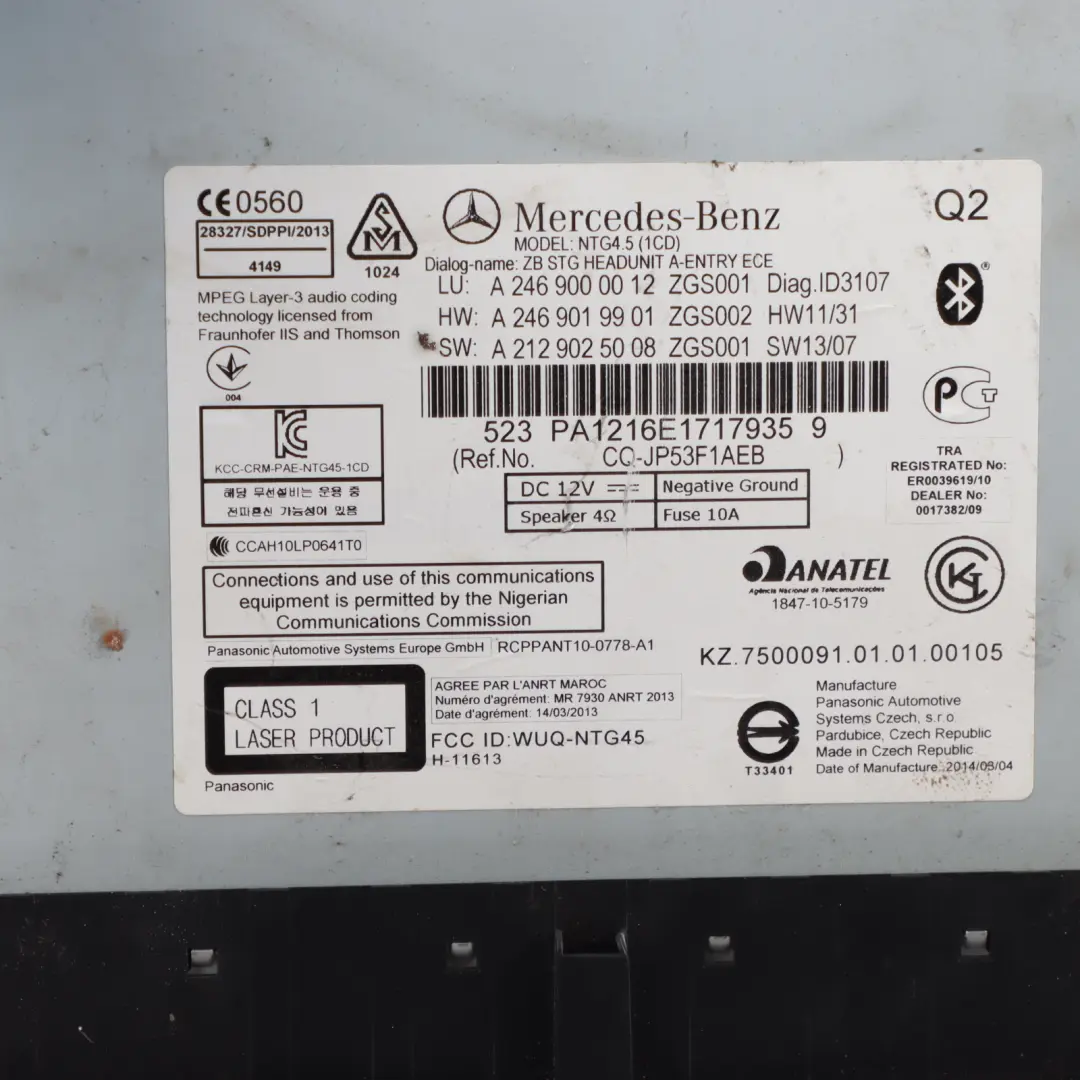 CE0560
28327/SDPPI/2013
4149
SM
1024
MPEG Layer-3 audio coding
technology licensed from
Fraunhofer IIS and Thomson
004
Mercedes-Benz
MODEL: NTG4.5 (1CD)
Dialog-name: ZB STG HEADUNIT A-ENTRY ECE
LU: A 246 900 00 12 ZGS001 Diag.ID3107
HW: A 246 901 99 01 ZGS002 HW11/31
SW: A 212 902 50 08 ZGS001 SW13/07
Q2
523 PA1216E1717935 9
(Ref.No. CQ-JP53F1AEB )
DC 12V Negative Ground
Speaker 4Ω Fuse 10A
KC
KCC-CRM-PAE-NTG45-1CD
해당 무선설비는 운용 중
전파혼신 가능성이 있음
CCAH10LP0641T0
TRA
REGISTRATED No:
ER0039619/10
DEALER No:
0017382/09
Connections and use of this communications
equipment is permitted by the Nigerian
Communications Commission
ANATEL
Agência Nacional de Telecomunicações
1847-10-5179
Panasonic Automotive Systems Europe GmbH
RCPPANT10-0778-A1
KZ.7500091.01.01.00105
CLASS 1
LASER PRODUCT
Panasonic
AGREE PAR L'ANRT MAROC
Numéro d'agrément: MR 7930 ANRT 2013
Date d'agrément: 14/03/2013
FCC ID:WUQ-NTG45
H-11613
T33401
Manufacture
Panasonic Automotive
Systems Czech, s.r.o
Pardubice, Czech Republic
Made in Czech Republic
Date of Manufacture